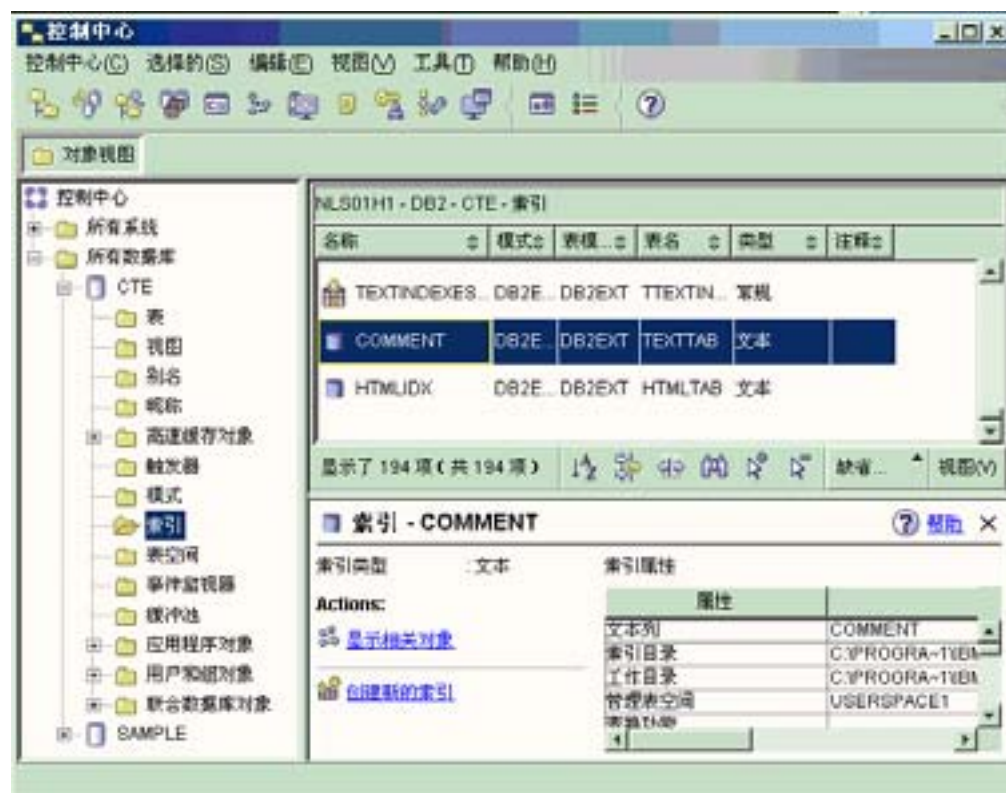 控制中心
控制中心(C) 选择的(S) 编辑(E) 视图(V) 工具(T) 帮助(H)
对象视图
控制中心
所有系统
所有数据库
CTE
表
视图
别名
昵称
高速缓存对象
触发器
模式
索引
表空间
事件监视器
缓冲池
应用程序对象
用户和组对象
联合数据库对象
SAMPLE
NLS01H1 - DB2 - CTE - 索引
名称 模式 表模... 表名 类型 注释
TEXTINDEXES... DB2E... DB2EXT TTEXTIN... 常规
COMMENT DB2E... DB2EXT TEXTTAB 文本
HTMLIDX DB2E... DB2EXT HTMLTAB 文本
显示了 194 项 ( 共 194 项 ) 缺省... 视图(V)
索引 - COMMENT 帮助
索引类型 : 文本
Actions:
显示相关对象
创建新的索引
索引属性
属性
文本列 COMMENT
索引目录 C:\PROGRA~1\IBM
工作目录 C:\PROGRA~1\IBM
管理表空间 USERSPACE1